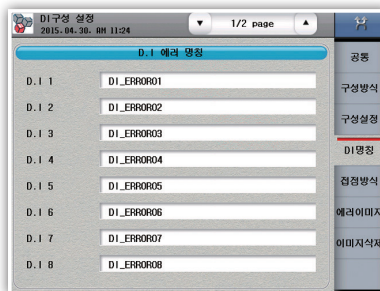 DI구성 설정
2015.04.30. AM 11:24
▼ 1/2 page ▲
D.I 에러 명칭
D.I 1 DI_ERROR01
D.I 2 DI_ERROR02
D.I 3 DI_ERROR03
D.I 4 DI_ERROR04
D.I 5 DI_ERROR05
D.I 6 DI_ERROR06
D.I 7 DI_ERROR07
D.I 8 DI_ERROR08
공통
구성방식
구성설정
DI명칭
접점방식
에러이미지
이미지삭제